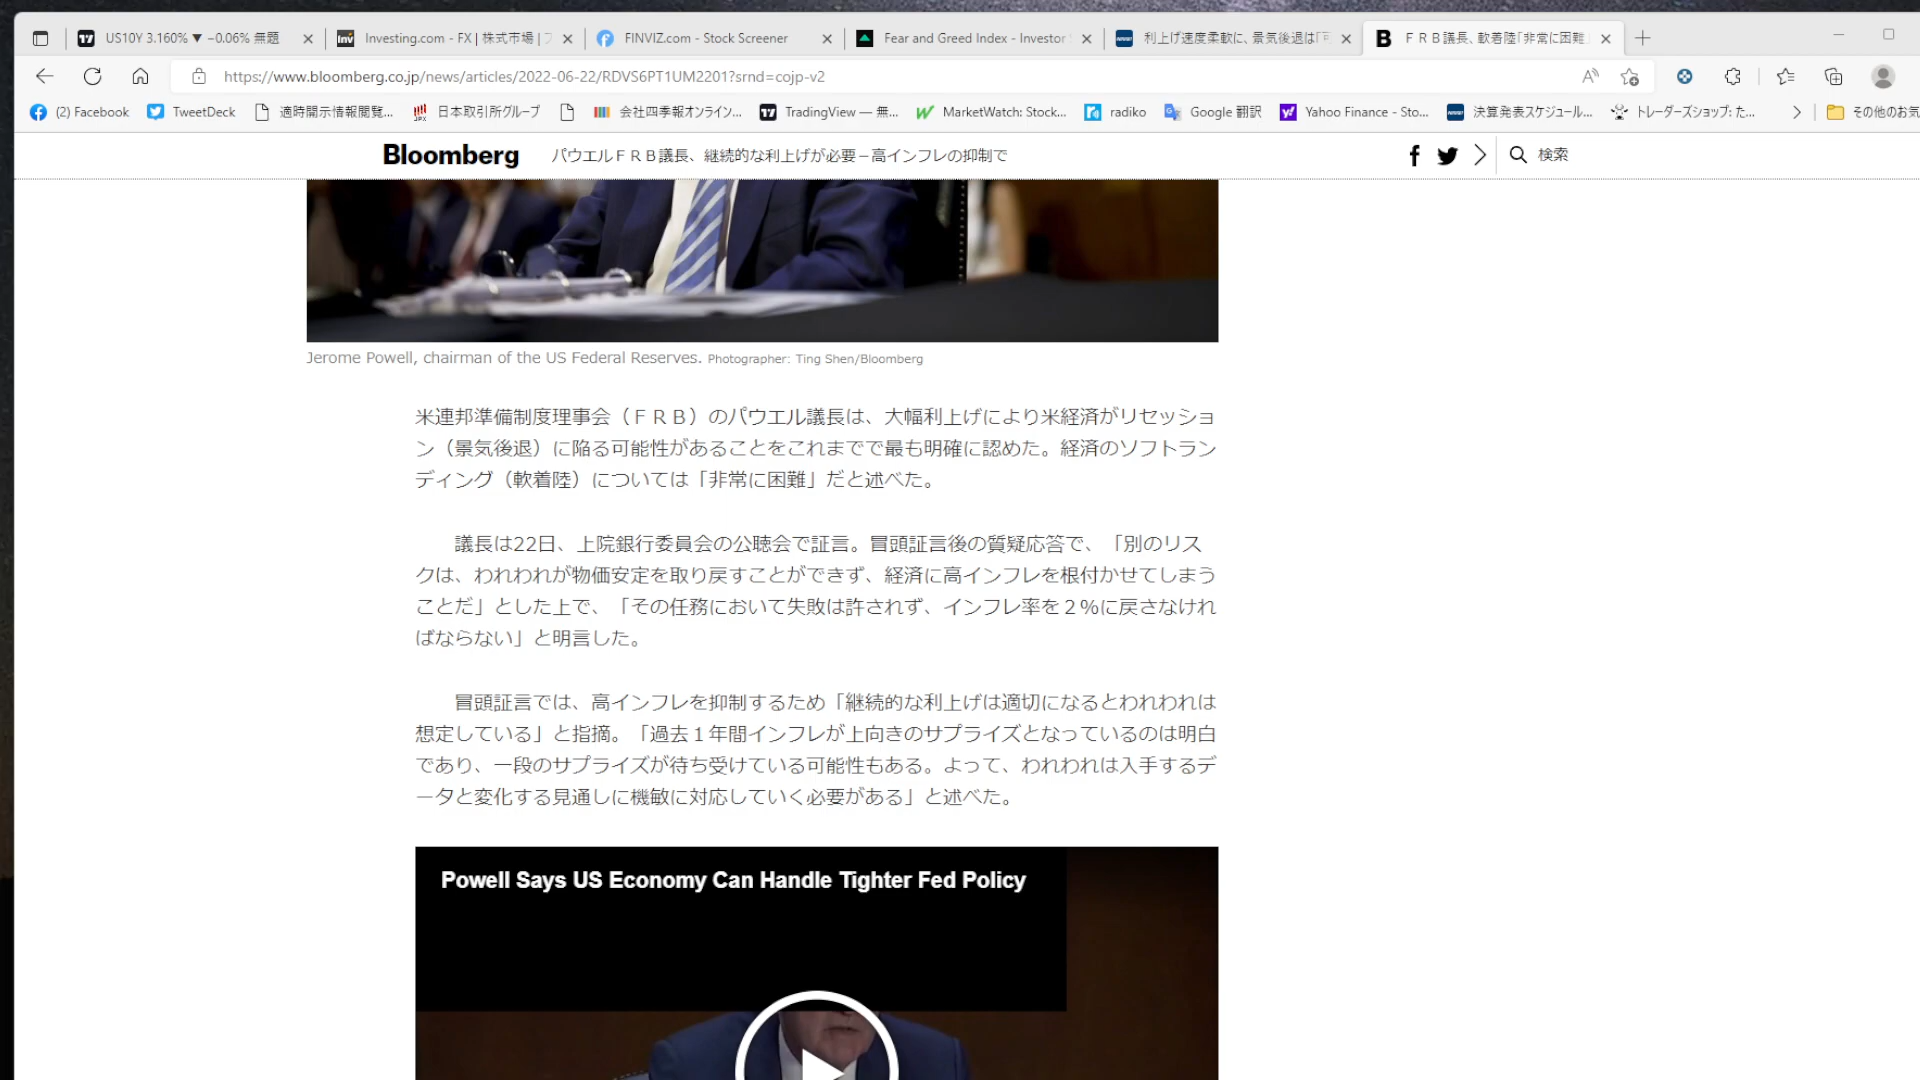 US10Y 3.160% ▼ −0.06% 無題
Investing.com - FX | 株式市場 | フ
FINVIZ.com - Stock Screener
Fear and Greed Index - Investor
利上げ速度柔軟に、景気後退は「可
ＦＲＢ議長、軟着陸「非常に困難」
https://www.bloomberg.co.jp/news/articles/2022-06-22/RDVS6PT1UM2201?srnd=cojp-v2
(2) Facebook
TweetDeck
適時開示情報閲覧...
日本取引所グループ
会社四季報オンライン...
TradingView — 無...
MarketWatch: Stock...
radiko
Google 翻訳
Yahoo Finance - Sto...
決算発表スケジュール...
トレーダーズショップ: た...
その他のお気
Bloomberg
パウエルＦＲＢ議長、継続的な利上げが必要－高インフレの抑制で
検索
Jerome Powell, chairman of the US Federal Reserves. Photographer: Ting Shen/Bloomberg
米連邦準備制度理事会（ＦＲＢ）のパウエル議長は、大幅利上げにより米経済がリセッショ
ン（景気後退）に陥る可能性があることをこれまでで最も明確に認めた。経済のソフトラン
ディング（軟着陸）については「非常に困難」だと述べた。
議長は22日、上院銀行委員会の公聴会で証言。冒頭証言後の質疑応答で、「別のリス
クは、われわれが物価安定を取り戻すことができず、経済に高インフレを根付かせてしまう
ことだ」とした上で、「その任務において失敗は許されず、インフレ率を２％に戻さなけれ
ばならない」と明言した。
冒頭証言では、高インフレを抑制するため「継続的な利上げは適切になるとわれわれは
想定している」と指摘。「過去１年間インフレが上向きのサプライズとなっているのは明白
であり、一段のサプライズが待ち受けている可能性もある。よって、われわれは入手するデ
ータと変化する見通しに機敏に対応していく必要がある」と述べた。
Powell Says US Economy Can Handle Tighter Fed Policy